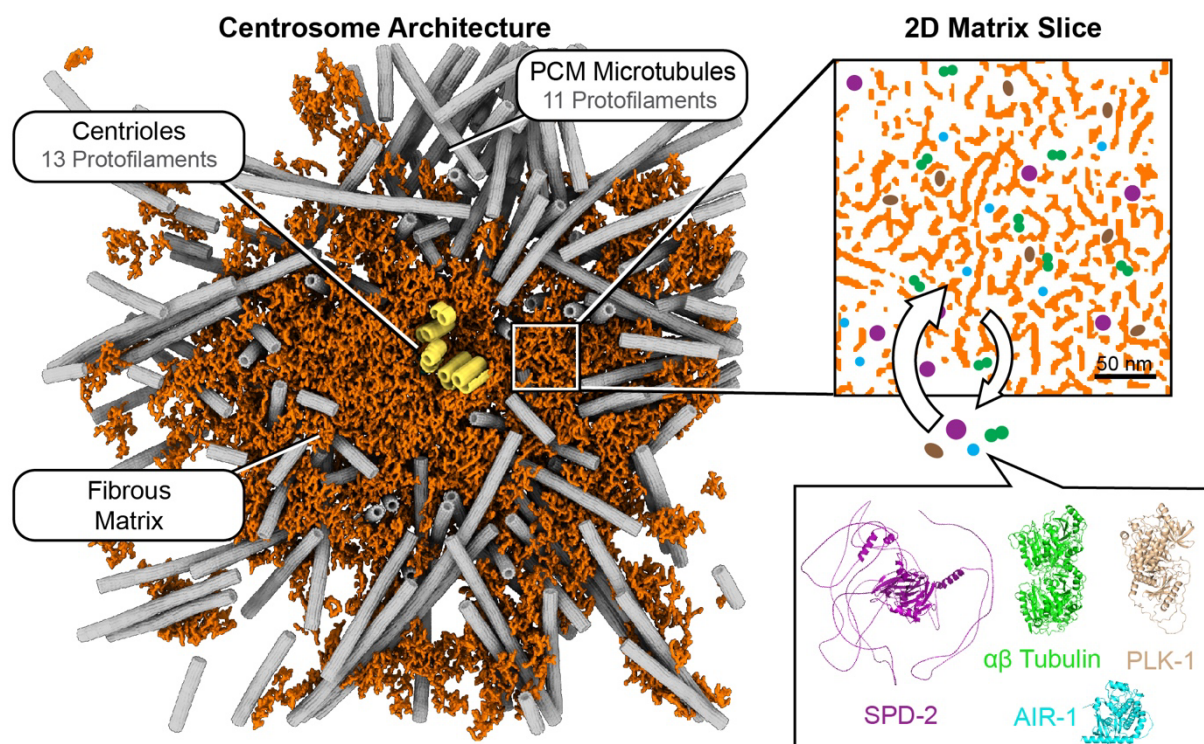 Centrosome Architecture
2D Matrix Slice
PCM Microtubules
11 Protofilaments
Centrioles
13 Protofilaments
Fibrous
Matrix
50 nm
αβ Tubulin
PLK-1
SPD-2
AIR-1